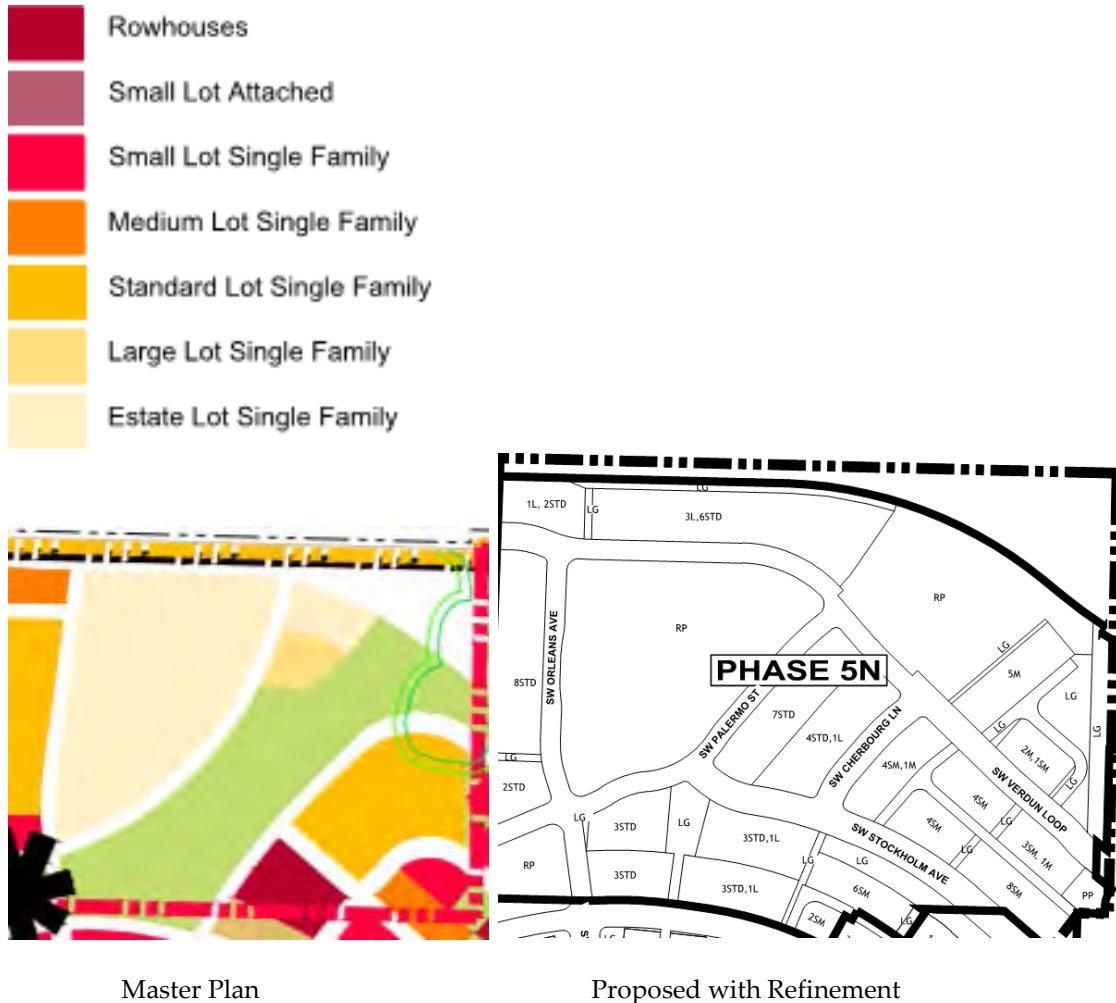 Rowhouses
Small Lot Attached
Small Lot Single Family
Medium Lot Single Family
Standard Lot Single Family
Large Lot Single Family
Estate Lot Single Family
LG
1L, 2STD
LG
3L,6STD
RP
RP
SW ORLEANS AVE
8STD
PHASE 5N
LG
5M
LG
LG
SW PALERMO ST
7STD
4STD,1L
SW CHERBOURG LN
LG
2M,1SM
4SM,1M
SW VERDUN LOOP
LG
LG
2STD
4SM
LG
3STD
LG
4SM
LG
3SM, 1M
3STD,1L
SW STOCKHOLM AVE
LG
RP
3STD
LG
LG
8SM
PP
3STD,1L
6SM
2SM
LG
LG
Master Plan
Proposed with Refinement